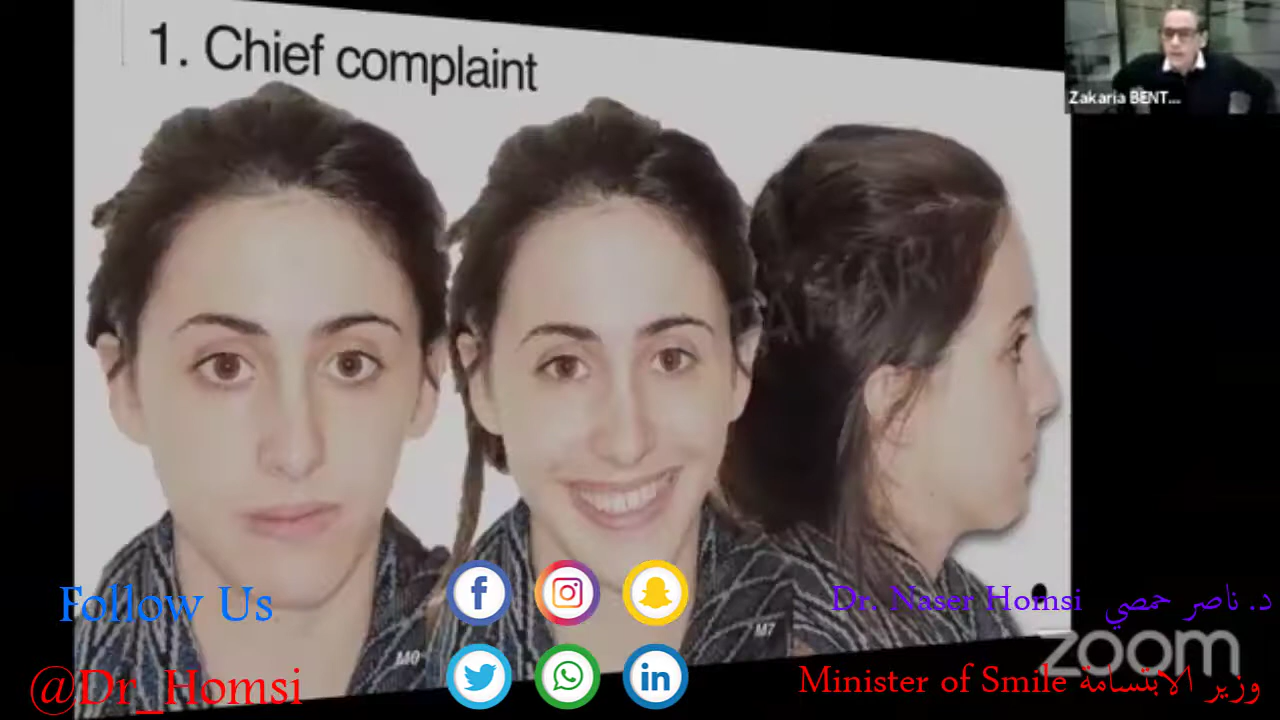 1. Chief complaint
Zakaria BENT...
M0
M7
Follow Us
f
in
Dr. Naser Homsi د. ناصر حمصي
zoom
@Dr_Homsi
Minister of Smile وزير الابتسامة